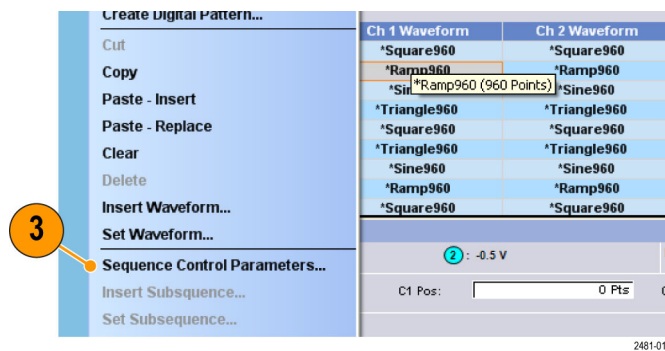 Create Digital Pattern...
Cut
Copy
Paste - Insert
Paste - Replace
Clear
Delete
Insert Waveform...
Set Waveform...
3
Sequence Control Parameters...
Insert Subsquence...
Set Subsequence...
Ch 1 Waveform Ch 2 Waveform
*Square960 *Square960
*Ramp960 *Ramp960
*Ramp960 (960 Points)
*Sin *Sine960
*Triangle960 *Triangle960
*Square960 *Square960
*Triangle960 *Triangle960
*Sine960 *Sine960
*Ramp960 *Ramp960
*Square960 *Square960
2 : -0.5 V
C1 Pos: 0 Pts
2481-01